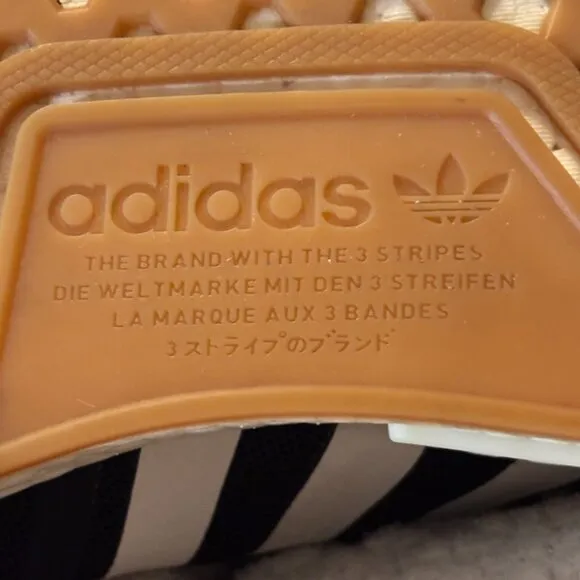 adidas
THE BRAND WITH THE 3 STRIPES
DIE WELTMARKE MIT DEN 3 STREIFEN
LA MARQUE AUX 3 BANDES
3ストライプのブランド